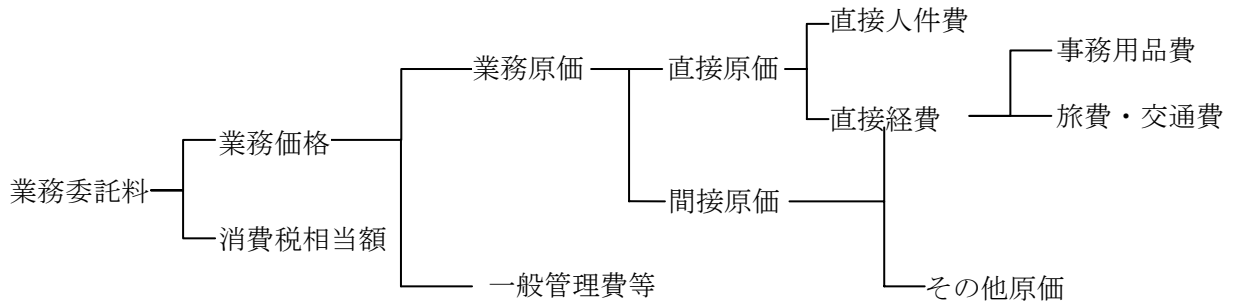 直接人件費
事務用品費
業務原価
直接原価
直接経費
旅費・交通費
業務価格
業務委託料
間接原価
消費税相当額
一般管理費等
その他原価